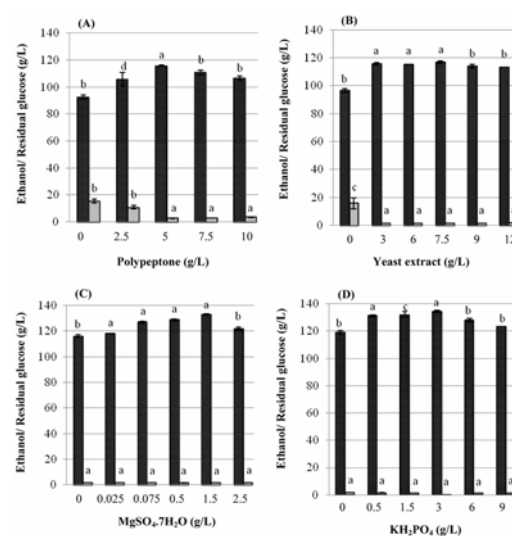 (A)
Ethanol/ Residual glucose (g/L)
140
120
100
80
60
40
20
0
b d a b b
b b a a a
0 2.5 5 7.5 10
Polypeptone (g/L)
(B)
Ethanol/ Residual glucose (g/L)
140
120
100
80
60
40
20
0
b a a a a a
c a a a a a
0 3 6 7.5 9 12
Yeast extract (g/L)
(C)
Ethanol/ Residual glucose (g/L)
140
120
100
80
60
40
20
0
b a a a a b
a a a a a a
0 0.025 0.075 0.5 1.5 2.5
MgSO4.7H2O (g/L)
(D)
Ethanol/ Residual glucose (g/L)
140
120
100
80
60
40
20
0
b a c a b b
a a a a a a
0 0.5 1.5 3 6 9
KH2PO4 (g/L)